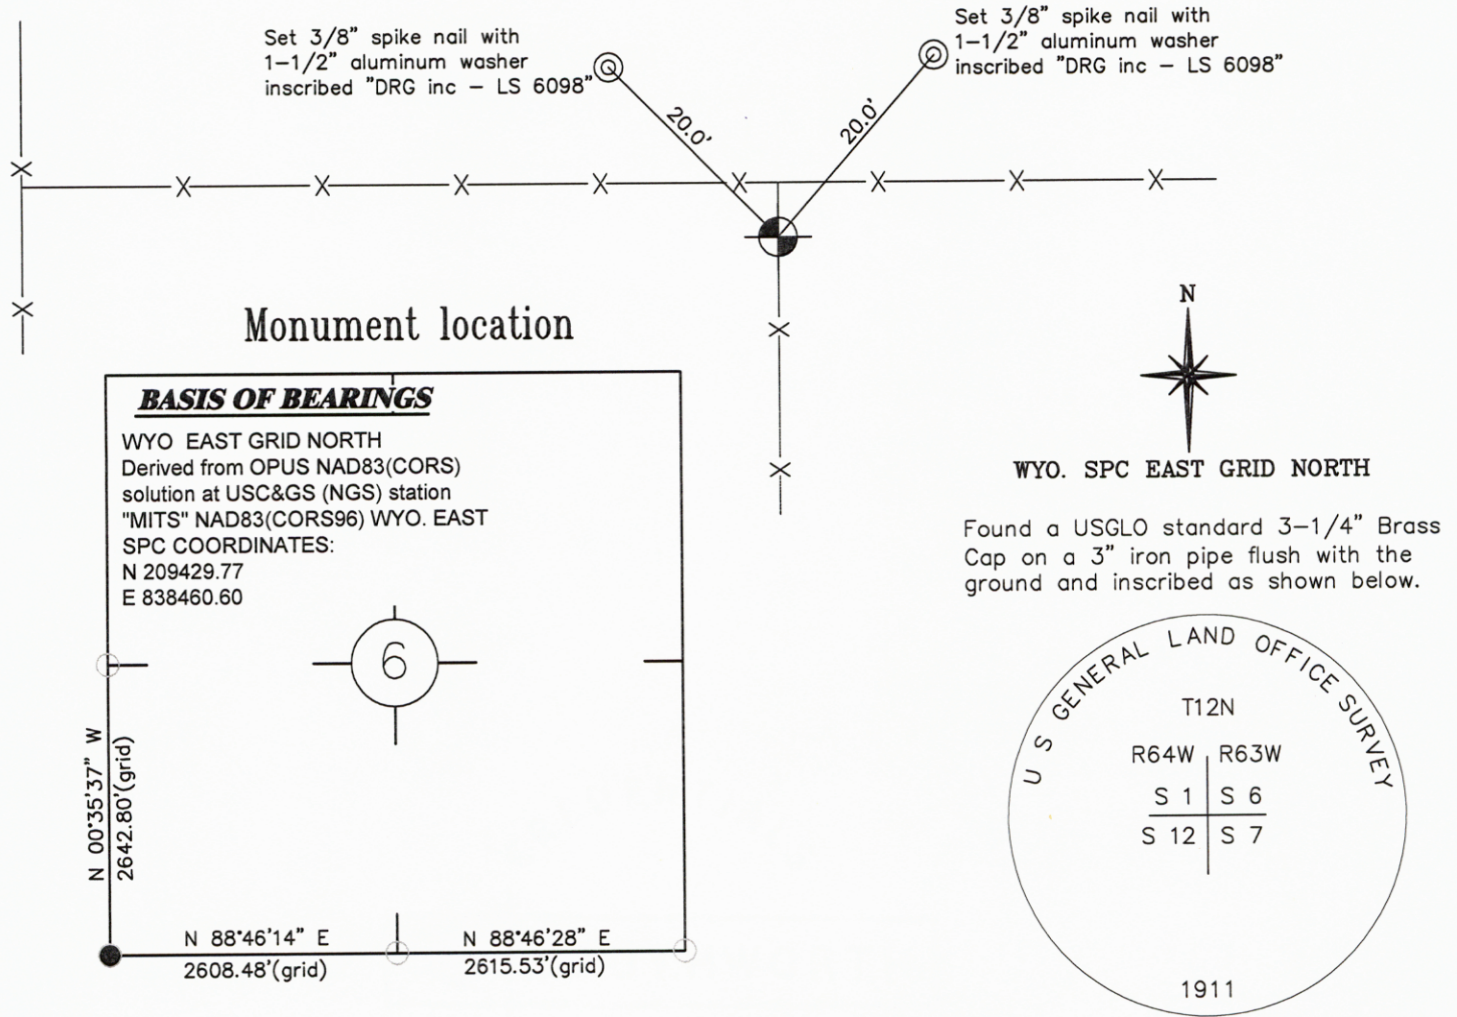 Set 3/8” spike nail with
1–1/2” aluminum washer
inscribed ”DRG inc – LS 6098”
Set 3/8” spike nail with
1–1/2” aluminum washer
inscribed ”DRG inc – LS 6098”
20.0’
20.0’
Monument location
BASIS OF BEARINGS
WYO EAST GRID NORTH
Derived from OPUS NAD83(CORS)
solution at USC&GS (NGS) station
"MITS" NAD83(CORS96) WYO. EAST
SPC COORDINATES:
N 209429.77
E 838460.60
6
N 00°35’37” W
2642.80’(grid)
N 88°46’14” E
2608.48’(grid)
N 88°46’28” E
2615.53’(grid)
N
WYO. SPC EAST GRID NORTH
Found a USGLO standard 3–1/4” Brass
Cap on a 3” iron pipe flush with the
ground and inscribed as shown below.
U S GENERAL LAND OFFICE SURVEY
T12N
R64W R63W
S 1 S 6
S 12 S 7
1911